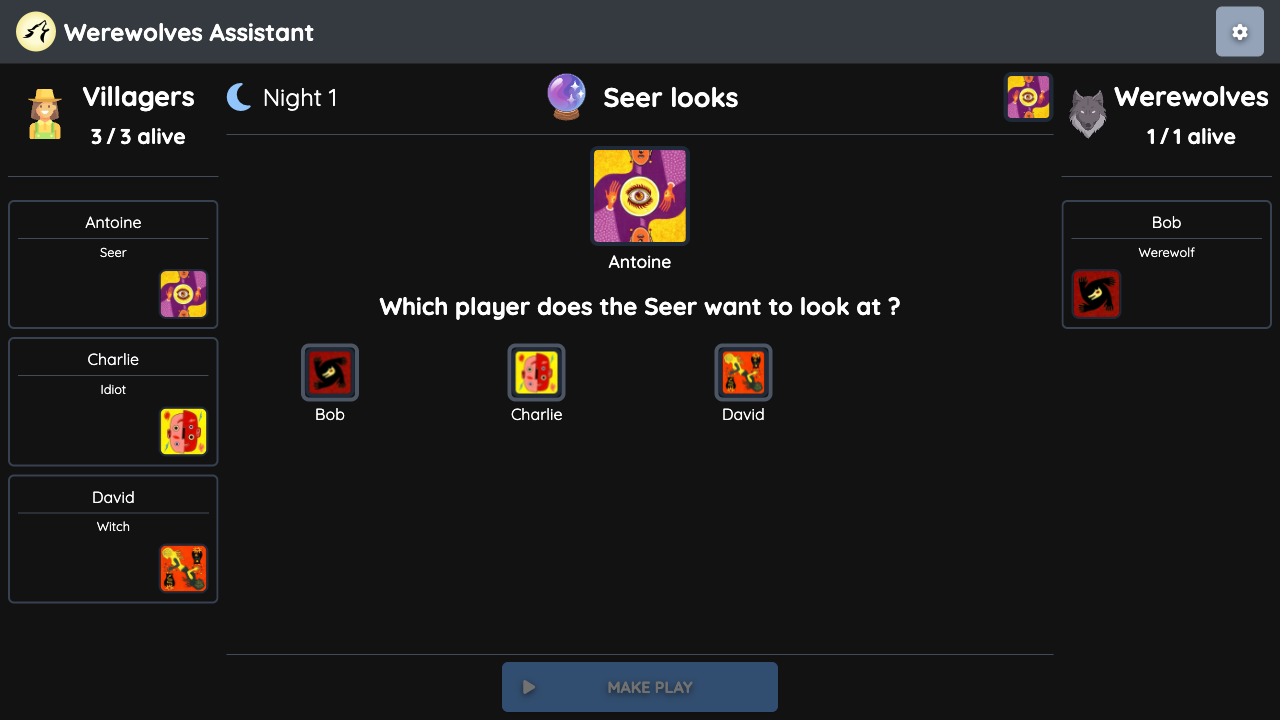 Werewolves Assistant
Villagers
3 / 3 alive
Night 1
Seer looks
Werewolves
1 / 1 alive
Antoine
Seer
Charlie
Idiot
David
Witch
Antoine
Which player does the Seer want to look at ?
Bob
Charlie
David
Bob
Werewolf
MAKE PLAY